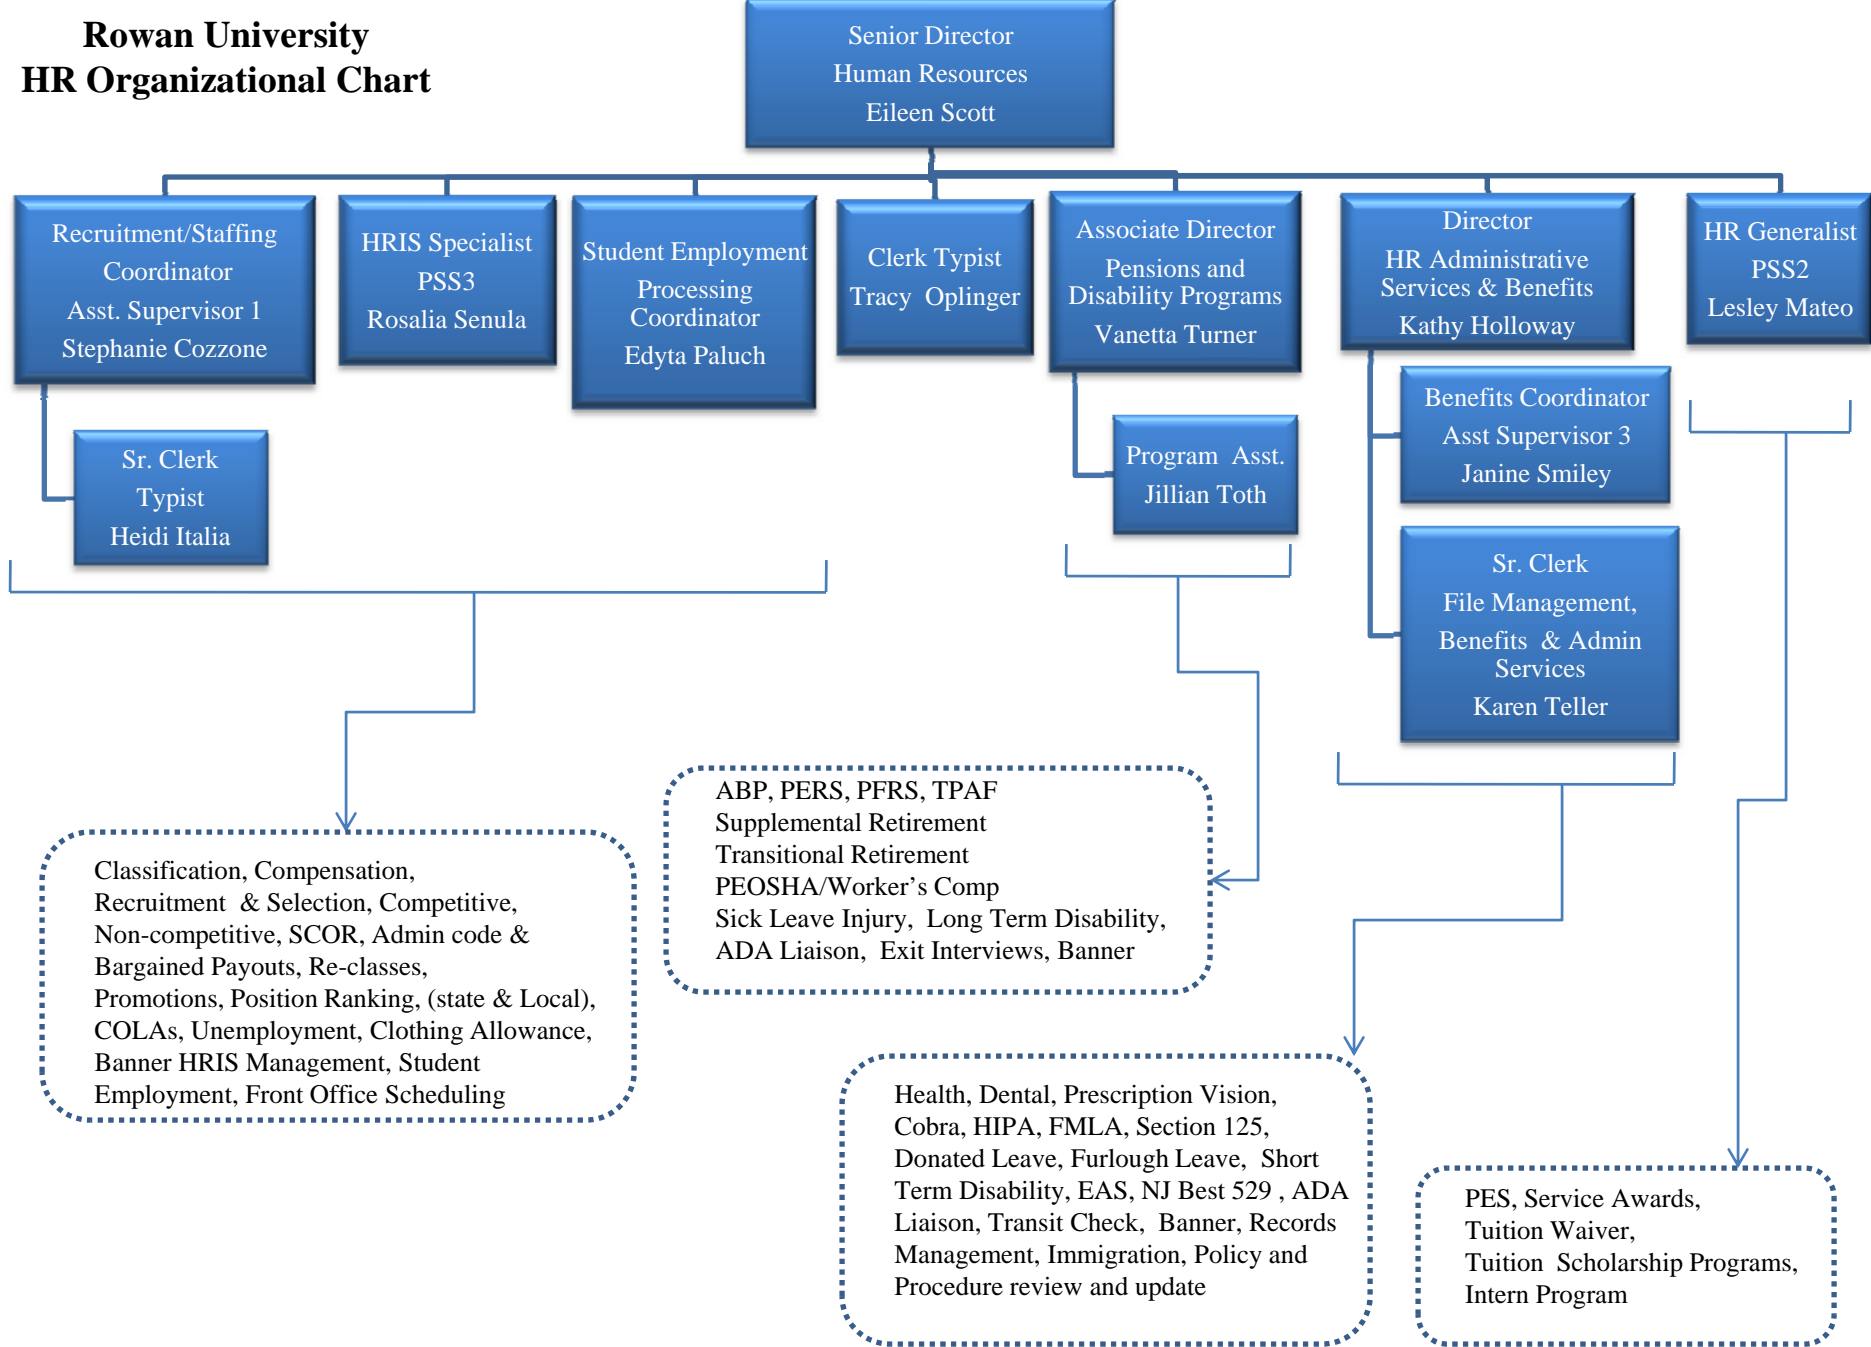 Rowan University
HR Organizational Chart
Senior Director
Human Resources
Eileen Scott
Recruitment/Staffing
Coordinator
Asst. Supervisor 1
Stephanie Cozzone
HRIS Specialist
PSS3
Rosalia Senula
Student Employment
Processing
Coordinator
Edyta Paluch
Clerk Typist
Tracy Oplinger
Associate Director
Pensions and
Disability Programs
Vanetta Turner
Director
HR Administrative
Services & Benefits
Kathy Holloway
HR Generalist
PSS2
Lesley Mateo
Sr. Clerk
Typist
Heidi Italia
Program Asst.
Jillian Toth
Benefits Coordinator
Asst Supervisor 3
Janine Smiley
Sr. Clerk
File Management,
Benefits & Admin
Services
Karen Teller
Classification, Compensation,
Recruitment & Selection, Competitive,
Non-competitive, SCOR, Admin code &
Bargained Payouts, Re-classes,
Promotions, Position Ranking, (state & Local),
COLAs, Unemployment, Clothing Allowance,
Banner HRIS Management, Student
Employment, Front Office Scheduling
ABP, PERS, PFRS, TPAF
Supplemental Retirement
Transitional Retirement
PEOSHA/Worker's Comp
Sick Leave Injury, Long Term Disability,
ADA Liaison, Exit Interviews, Banner
Health, Dental, Prescription Vision,
Cobra, HIPA, FMLA, Section 125,
Donated Leave, Furlough Leave, Short
Term Disability, EAS, NJ Best 529 , ADA
Liaison, Transit Check, Banner, Records
Management, Immigration, Policy and
Procedure review and update
PES, Service Awards,
Tuition Waiver,
Tuition Scholarship Programs,
Intern Program